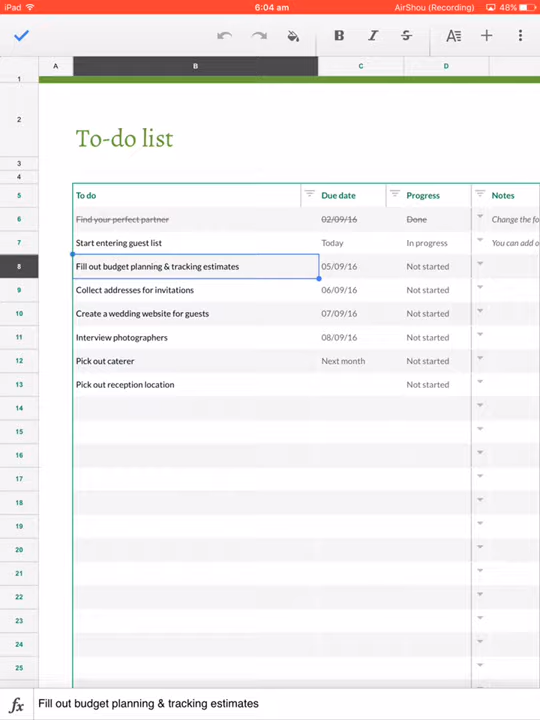 iPad 6:04 am AirShou (Recording) 48%
B I S A
A B C D
1
2 To-do list
3
4
5 To do Due date Progress Notes
6 Find your perfect partner 02/09/16 Done Change the fo
7 Start entering guest list Today In progress You can add o
8 Fill out budget planning & tracking estimates 05/09/16 Not started
9 Collect addresses for invitations 06/09/16 Not started
10 Create a wedding website for guests 07/09/16 Not started
11 Interview photographers 08/09/16 Not started
12 Pick out caterer Next month Not started
13 Pick out reception location Not started
14
15
16
17
18
19
20
21
22
23
24
25
fx Fill out budget planning & tracking estimates